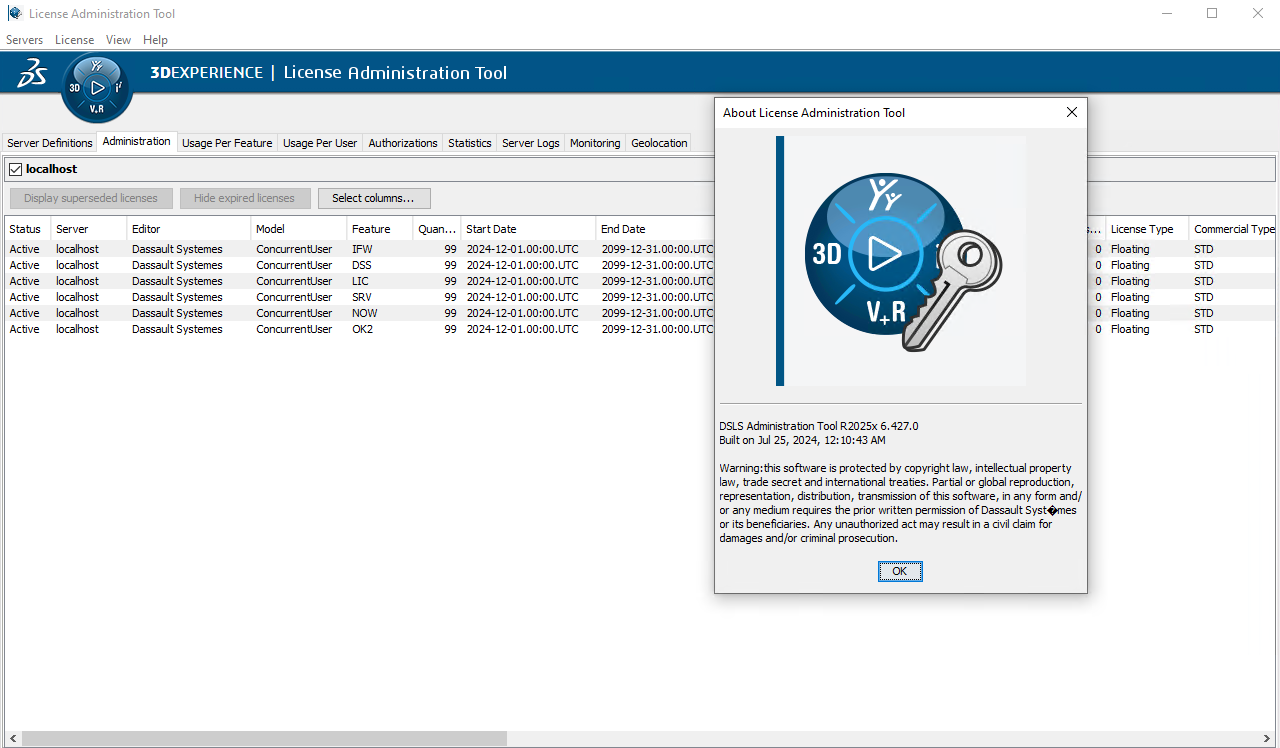 License Administration Tool
Servers License View Help
3DEXPERIENCE | License Administration Tool
3D V,R
Server Definitions Administration Usage Per Feature Usage Per User Authorizations Statistics Server Logs Monitoring Geolocation
localhost
Display superseded licenses Hide expired licenses Select columns...
Status Server Editor Model Feature Quan... Start Date End Date s... License Type Commercial Type
Active localhost Dassault Systemes ConcurrentUser IFW 99 2024-12-01.00:00.UTC 2099-12-31.00:00.UTC 0 Floating STD
Active localhost Dassault Systemes ConcurrentUser DSS 99 2024-12-01.00:00.UTC 2099-12-31.00:00.UTC 0 Floating STD
Active localhost Dassault Systemes ConcurrentUser LIC 99 2024-12-01.00:00.UTC 2099-12-31.00:00.UTC 0 Floating STD
Active localhost Dassault Systemes ConcurrentUser SRV 99 2024-12-01.00:00.UTC 2099-12-31.00:00.UTC 0 Floating STD
Active localhost Dassault Systemes ConcurrentUser NOW 99 2024-12-01.00:00.UTC 2099-12-31.00:00.UTC 0 Floating STD
Active localhost Dassault Systemes ConcurrentUser OK2 99 2024-12-01.00:00.UTC 2099-12-31.00:00.UTC 0 Floating STD
About License Administration Tool
3D
V+R
DSLS Administration Tool R2025x 6.427.0
Built on Jul 25, 2024, 12:10:43 AM
Warning:this software is protected by copyright law, intellectual property
law, trade secret and international treaties. Partial or global reproduction,
representation, distribution, transmission of this software, in any form and/
or any medium requires the prior written permission of Dassault Syst�mes
or its beneficiaries. Any unauthorized act may result in a civil claim for
damages and/or criminal prosecution.
OK